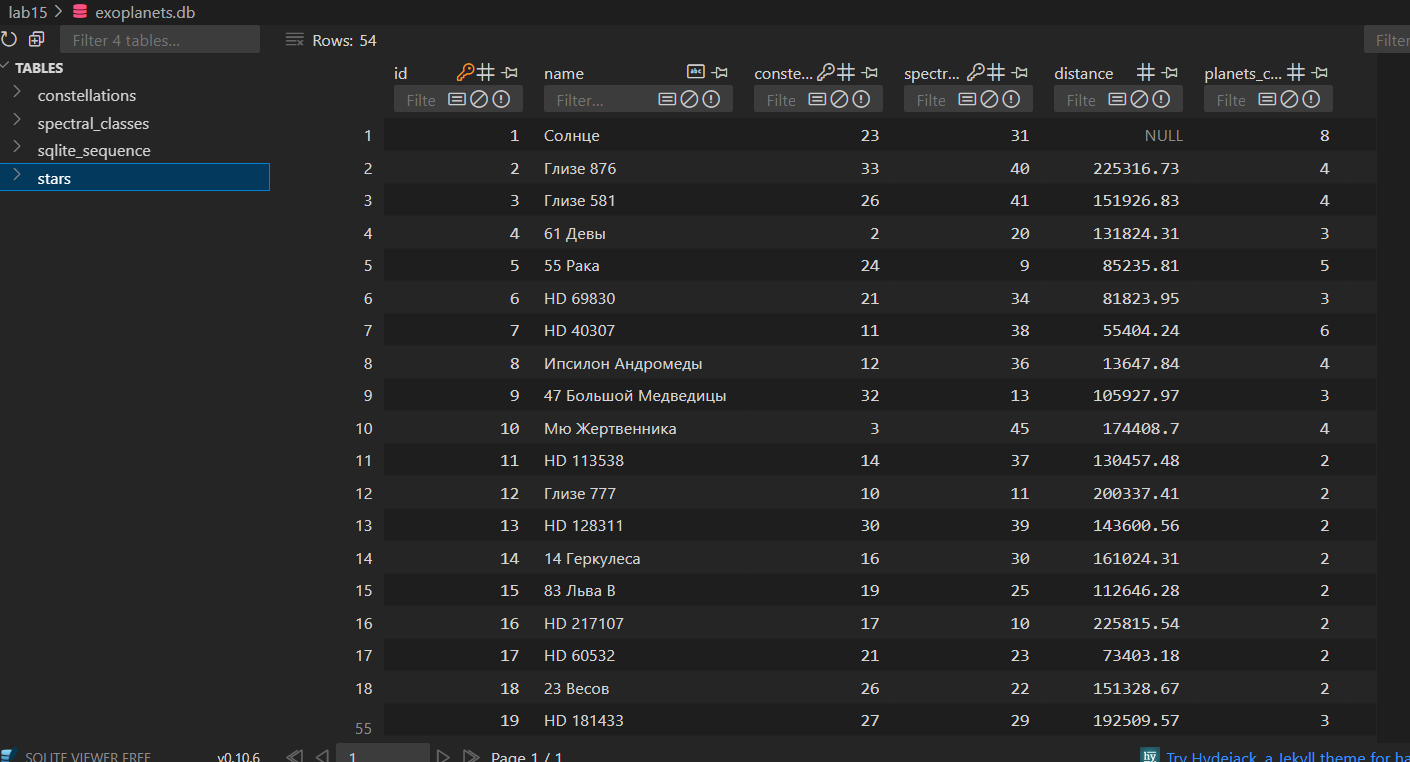 lab15 > exoplanets.db
Filter 4 tables... Rows: 54 Filter
TABLES
constellations
spectral_classes
sqlite_sequence
stars
id name conste... spectr... distance planets_c...
Filte Filter... Filte Filte Filte Filte
1 1 Солнце 23 31 NULL 8
2 2 Глизе 876 33 40 225316.73 4
3 3 Глизе 581 26 41 151926.83 4
4 4 61 Девы 2 20 131824.31 3
5 5 55 Рака 24 9 85235.81 5
6 6 HD 69830 21 34 81823.95 3
7 7 HD 40307 11 38 55404.24 6
8 8 Ипсилон Андромеды 12 36 13647.84 4
9 9 47 Большой Медведицы 32 13 105927.97 3
10 10 Мю Жертвенника 3 45 174408.7 4
11 11 HD 113538 14 37 130457.48 2
12 12 Глизе 777 10 11 200337.41 2
13 13 HD 128311 30 39 143600.56 2
14 14 14 Геркулеса 16 30 161024.31 2
15 15 83 Льва B 19 25 112646.28 2
16 16 HD 217107 17 10 225815.54 2
17 17 HD 60532 21 23 73403.18 2
18 18 23 Весов 26 22 151328.67 2
55 19 HD 181433 27 29 192509.57 3
SQLITE VIEWER FREE v0.10.6 1 Page 1 / 1 hy Try Hydejack, a Jekyll theme for ha